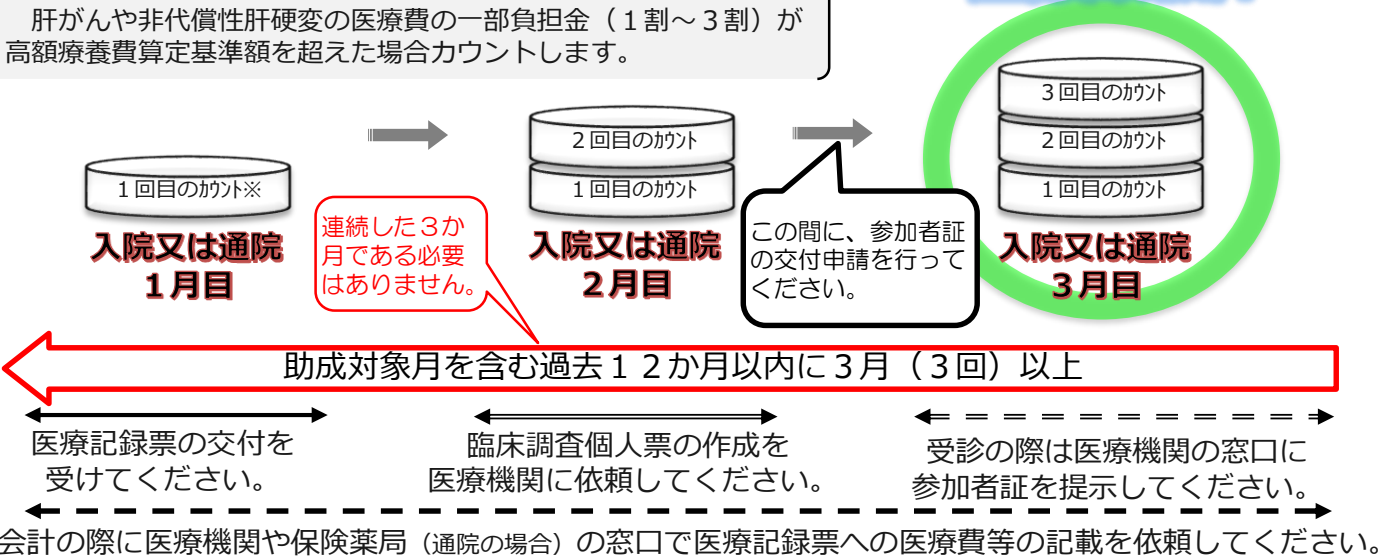 肝がんや非代償性肝硬変の医療費の一部負担金（１割～３割）が
高額療養費算定基準額を超えた場合カウントします。
１回目のｶｳﾝﾄ※
入院又は通院
１月目
連続した３か
月である必要
はありません。
２回目のｶｳﾝﾄ
１回目のｶｳﾝﾄ
入院又は通院
２月目
この間に、参加者証
の交付申請を行って
ください。
３回目のｶｳﾝﾄ
２回目のｶｳﾝﾄ
１回目のｶｳﾝﾄ
入院又は通院
３月目
助成対象月を含む過去１２か月以内に３月（３回）以上
医療記録票の交付を
受けてください。
臨床調査個人票の作成を
医療機関に依頼してください。
受診の際は医療機関の窓口に
参加者証を提示してください。
会計の際に医療機関や保険薬局（通院の場合）の窓口で医療記録票への医療費等の記載を依頼してください。